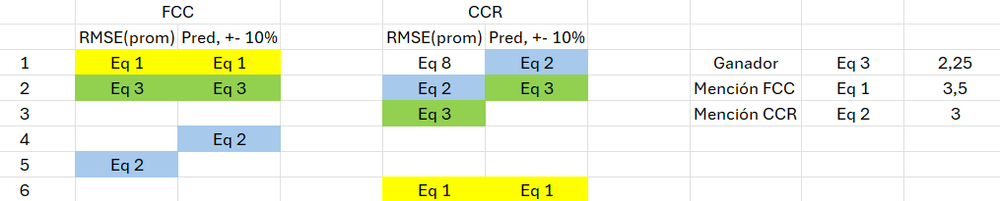 FCC CCR
RMSE(prom) Pred, +- 10% RMSE(prom) Pred, +- 10%
1 Eq 1 Eq 1 Eq 8 Eq 2 Ganador Eq 3 2,25
2 Eq 3 Eq 3 Eq 2 Eq 3 Mención FCC Eq 1 3,5
3 Eq 3 Mención CCR Eq 2 3
4 Eq 2
5 Eq 2
6 Eq 1 Eq 1